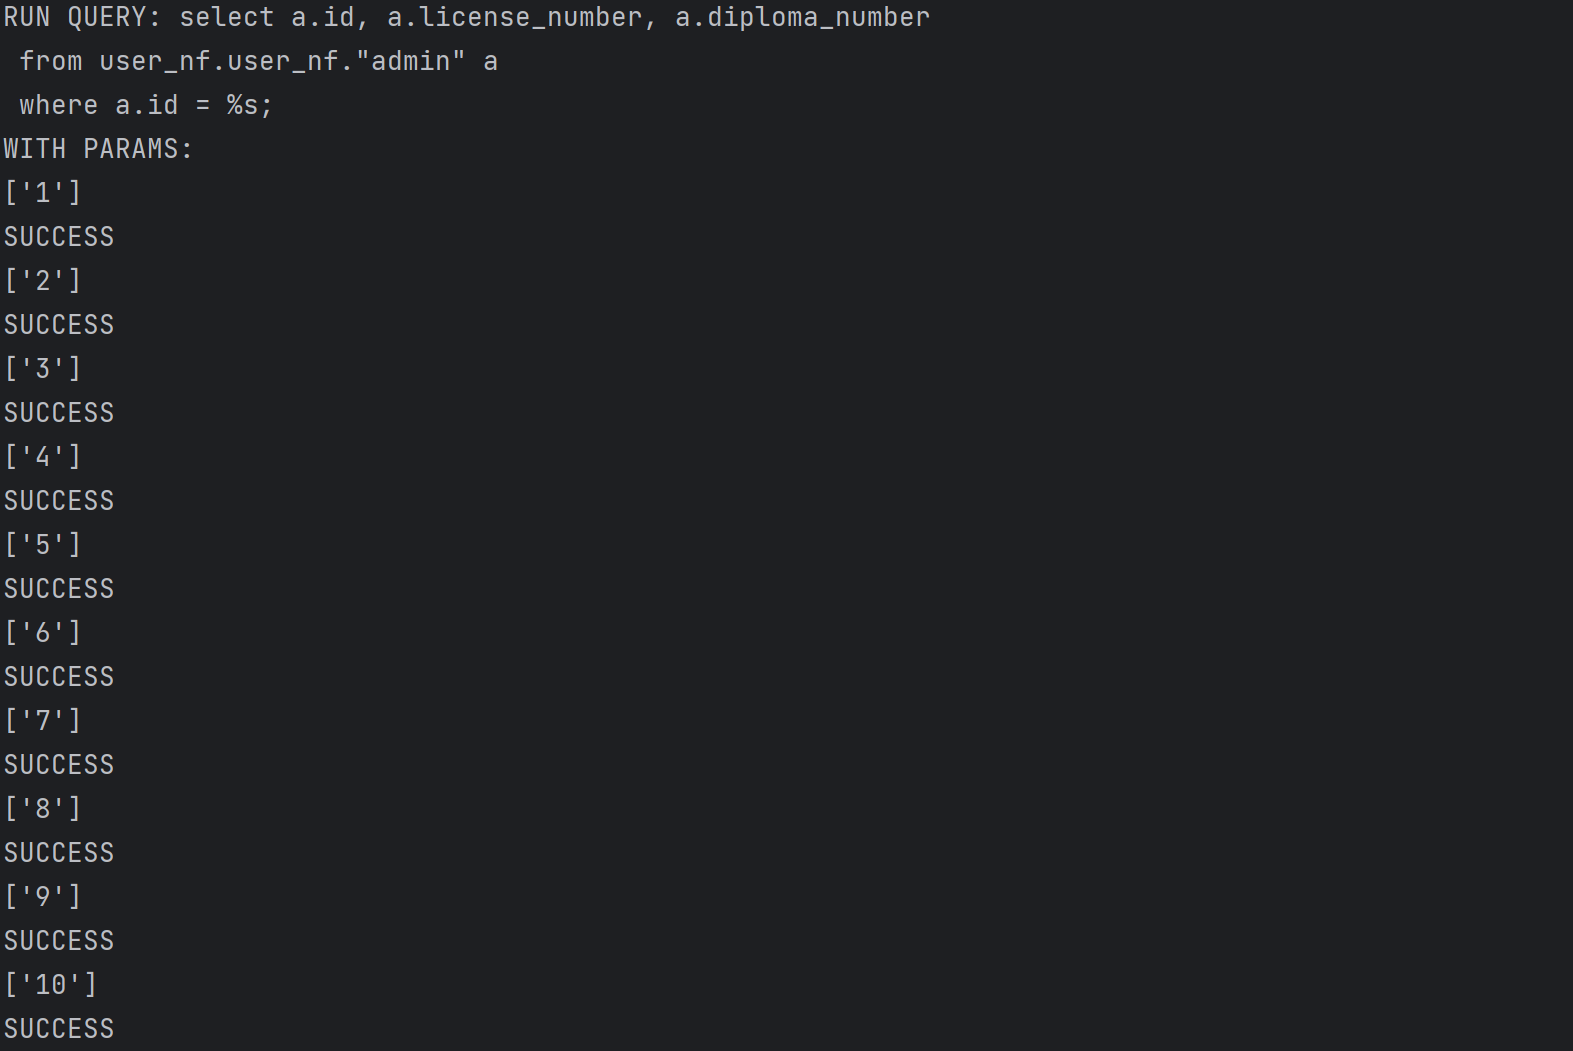 RUN QUERY: select a.id, a.license_number, a.diploma_number
 from user_nf.user_nf."admin" a
 where a.id = %s;
WITH PARAMS:
['1']
SUCCESS
['2']
SUCCESS
['3']
SUCCESS
['4']
SUCCESS
['5']
SUCCESS
['6']
SUCCESS
['7']
SUCCESS
['8']
SUCCESS
['9']
SUCCESS
['10']
SUCCESS